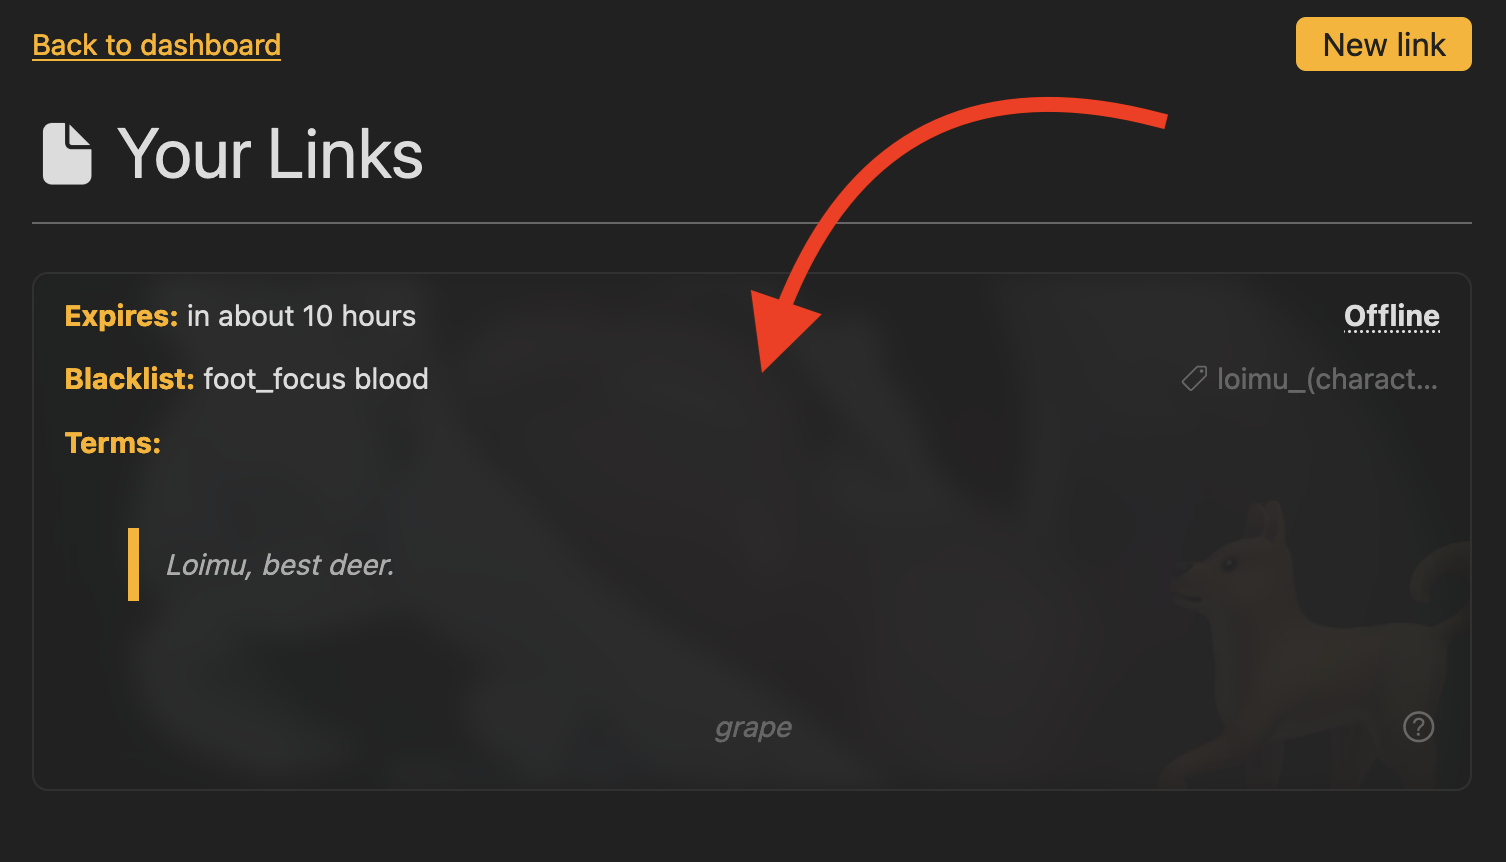 Back to dashboard
New link
Your Links
Expires: in about 10 hours
Offline
Blacklist: foot_focus blood
loimu_(charact...
Terms:
Loimu, best deer.
grape
?